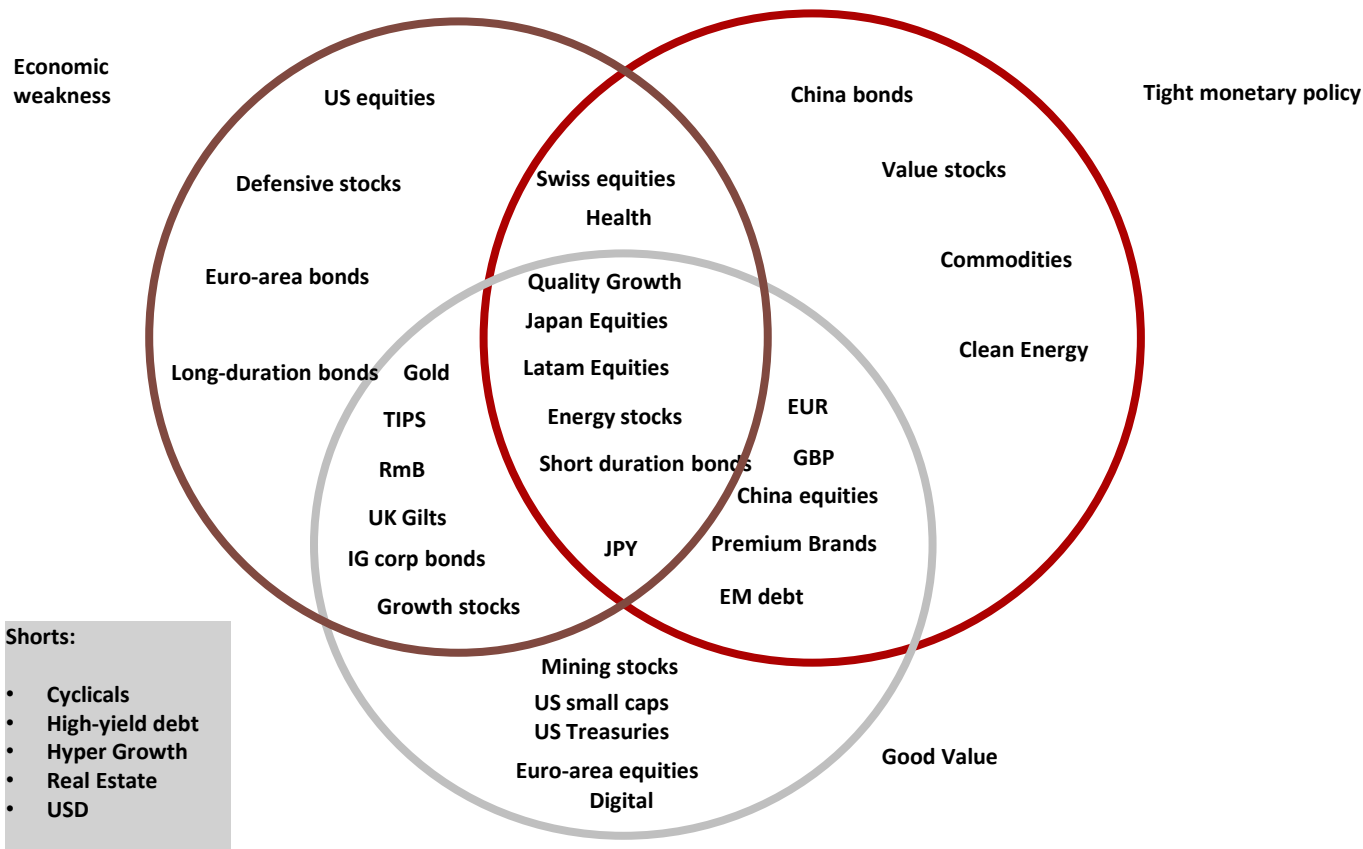 Economic
weakness
US equities
China bonds
Tight monetary policy
Defensive stocks
Swiss equities
Value stocks
Health
Euro-area bonds
Quality Growth
Commodities
Japan Equities
Long-duration bonds
Gold
Latam Equities
Clean Energy
TIPS
Energy stocks
EUR
RmB
Short duration bonds
GBP
China equities
UK Gilts
JPY
Premium Brands
IG corp bonds
EM debt
Growth stocks
Shorts:
• Cyclicals
• High-yield debt
• Hyper Growth
• Real Estate
• USD
Mining stocks
US small caps
US Treasuries
Euro-area equities
Digital
Good Value